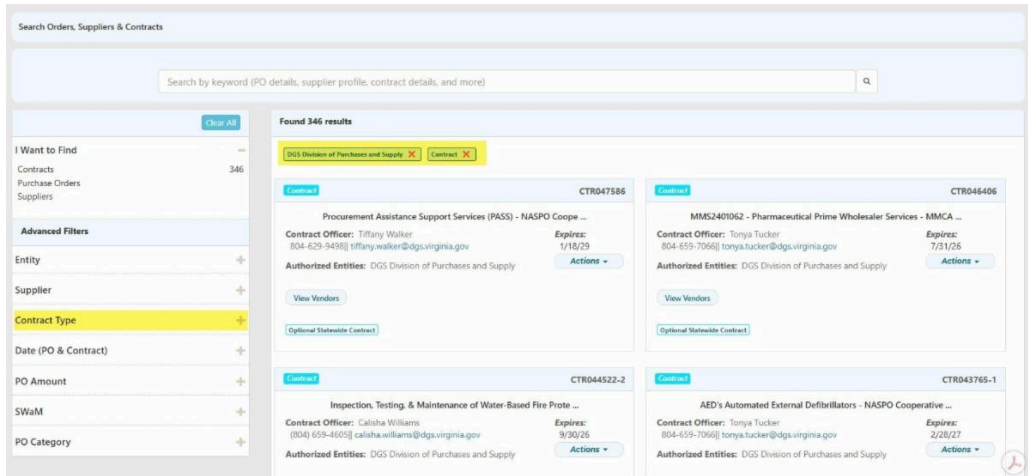 Search Orders, Suppliers & Contracts
Search by keyword (PO details, supplier profile, contract details, and more)
Clear All
I Want to Find
Contracts 346
Purchase Orders
Suppliers
Advanced Filters
Entity
Supplier
Contract Type
Date (PO & Contract)
PO Amount
SWaM
PO Category
Found 346 results
DGS Division of Purchases and Supply Contract
Contract CTR047586
Procurement Assistance Support Services (PASS) - NASPO Coope ...
Contract Officer: Tiffany Walker Expires:
804-629-9498|| tiffany.walker@dgs.virginia.gov 1/18/29
Authorized Entities: DGS Division of Purchases and Supply Actions
View Vendors
Optional Statewide Contract
Contract CTR046406
MMS2401062 - Pharmaceutical Prime Wholesaler Services - MMCA ...
Contract Officer: Tonya Tucker Expires:
804-659-7066|| tonya.tucker@dgs.virginia.gov 7/31/26
Authorized Entities: DGS Division of Purchases and Supply Actions
View Vendors
Optional Statewide Contract
Contract CTR044522-2
Inspection, Testing, & Maintenance of Water-Based Fire Prote ...
Contract Officer: Calisha Williams Expires:
(804) 659-4605|| calisha.williams@dgs.virginia.gov 9/30/26
Authorized Entities: DGS Division of Purchases and Supply Actions
Contract CTR043765-1
AED's Automated External Defibrillators - NASPO Cooperative ...
Contract Officer: Tonya Tucker Expires:
804-659-7066|| tonya.tucker@dgs.virginia.gov 2/28/27
Authorized Entities: DGS Division of Purchases and Supply Actions